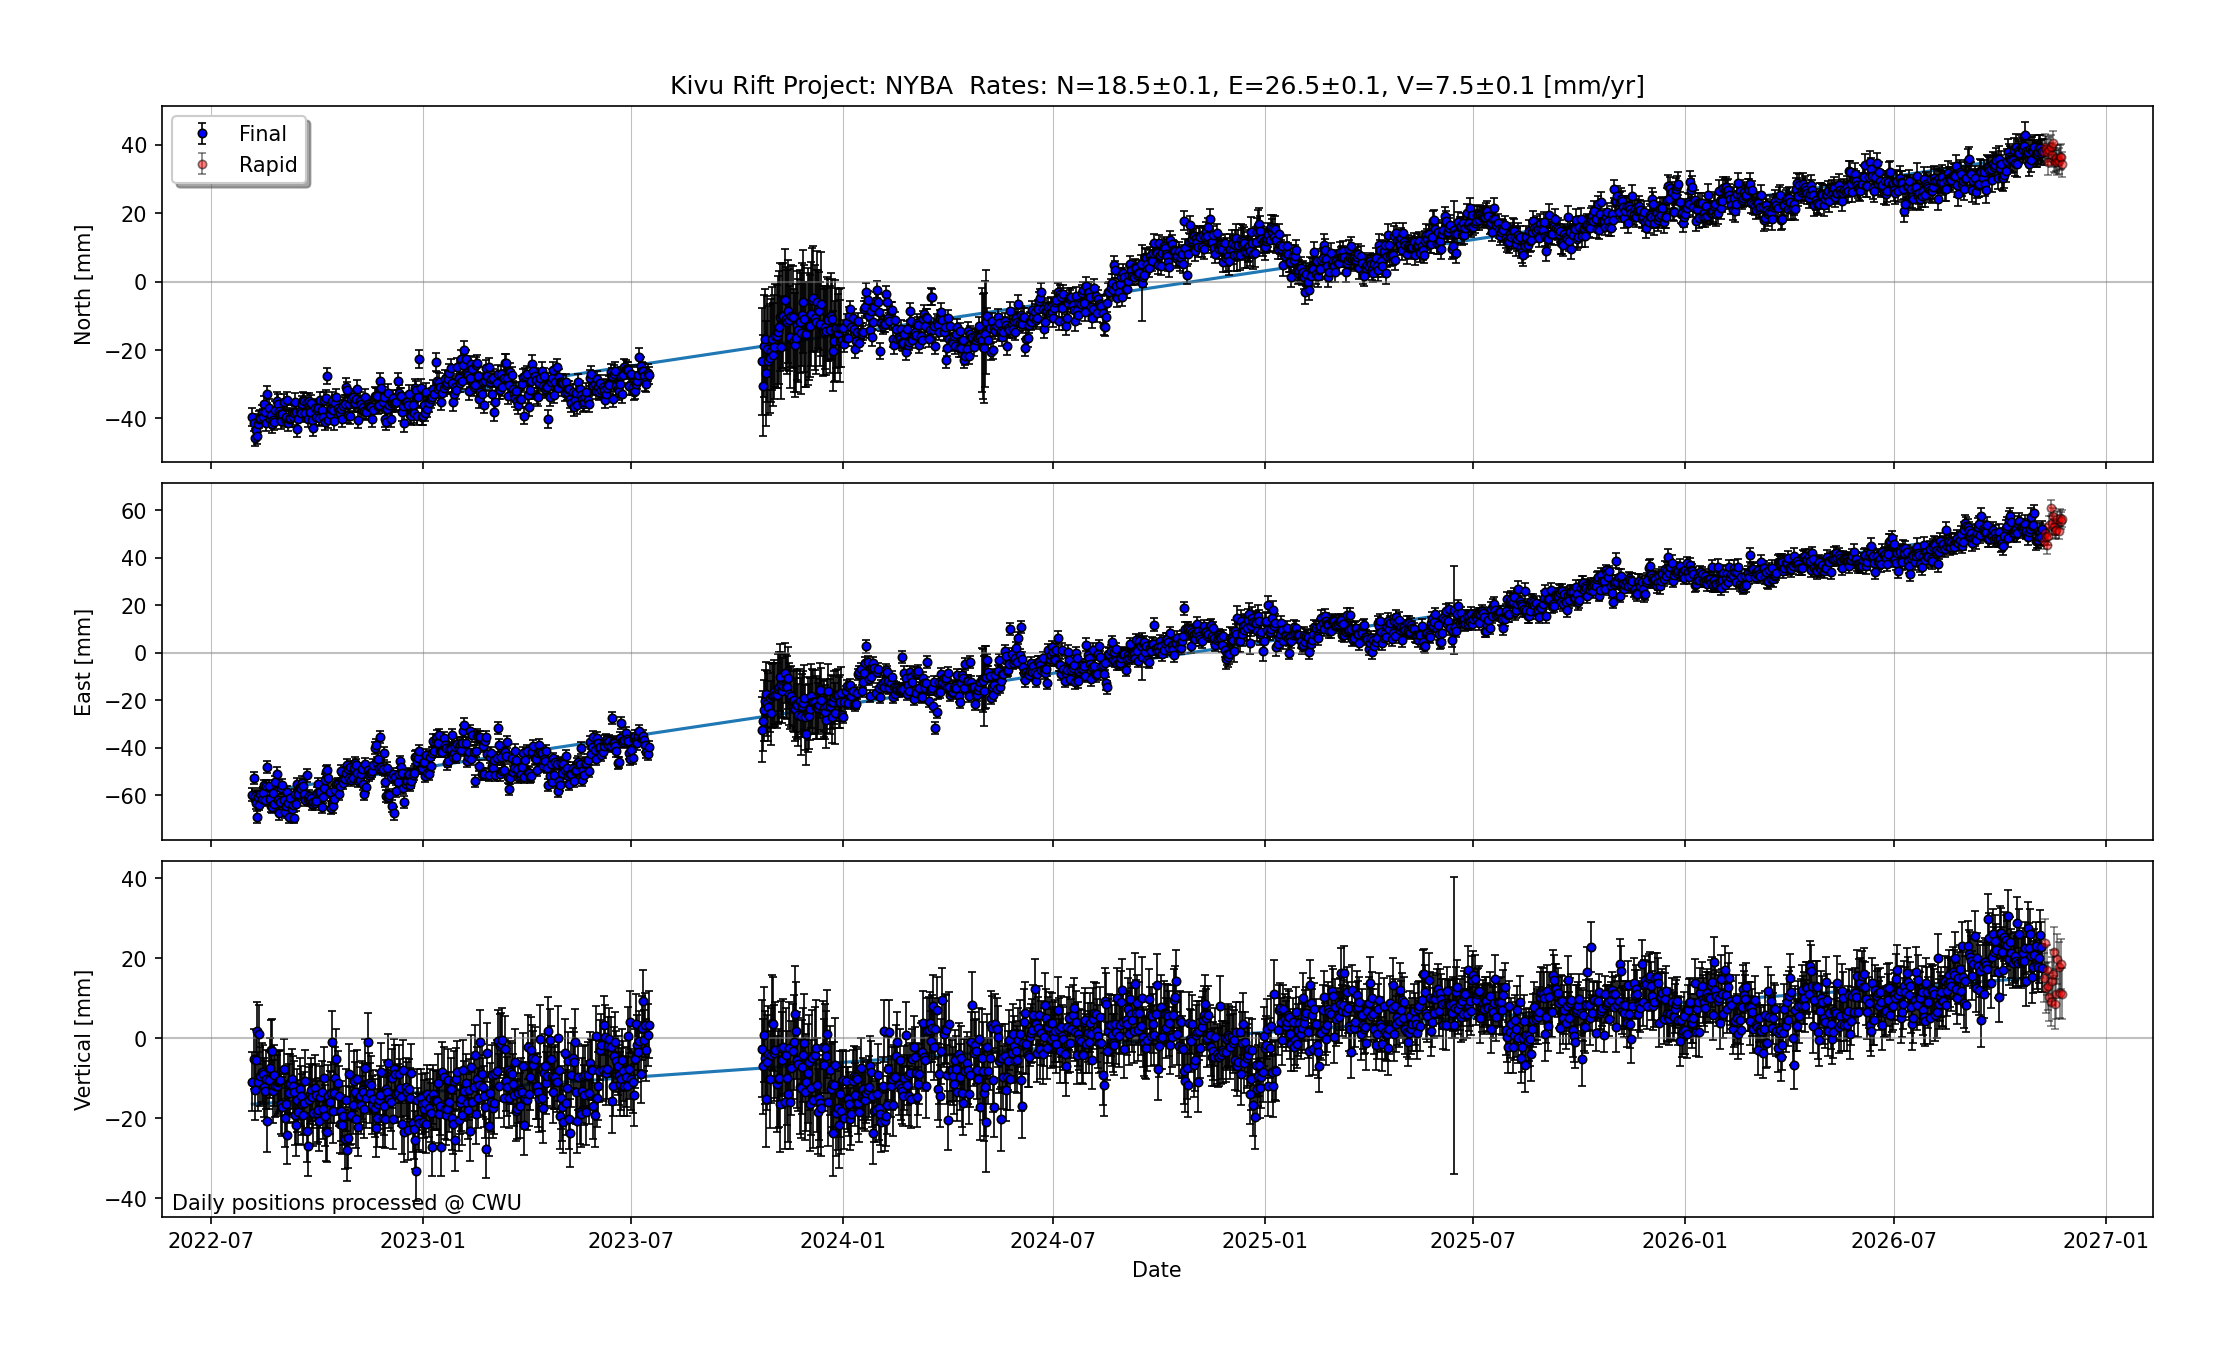 Kivu Rift Project: NYBA  Rates: N=18.5±0.1, E=26.5±0.1, V=7.5±0.1 [mm/yr]
Final
Rapid
40
20
0
−20
−40
North [mm]
60
40
20
0
−20
−40
−60
East [mm]
40
20
0
−20
−40
Vertical [mm]
Daily positions processed @ CWU
2022-07 2023-01 2023-07 2024-01 2024-07 2025-01 2025-07 2026-01 2026-07 2027-01
Date